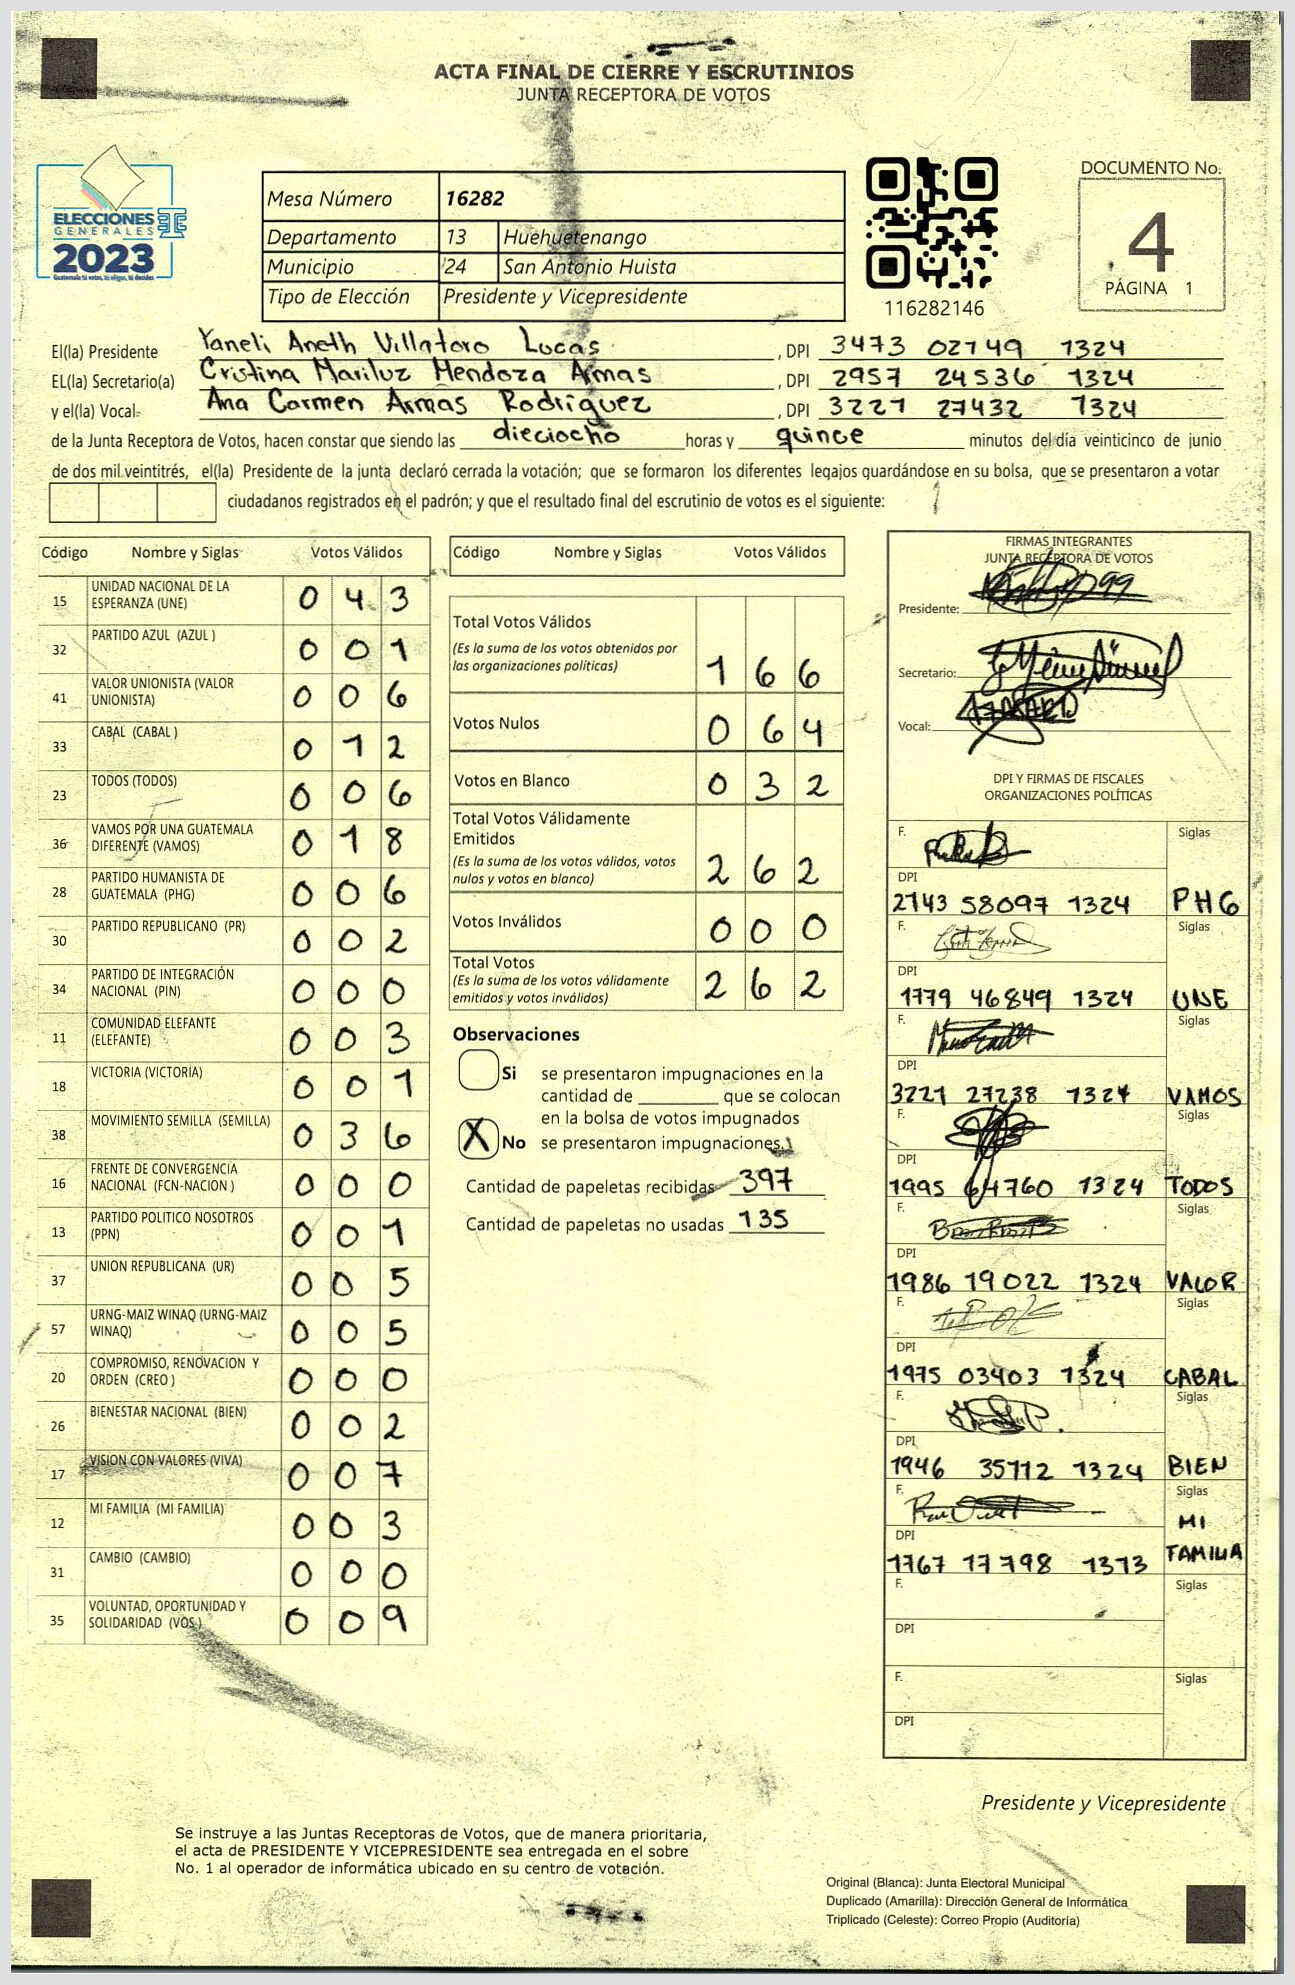 ACTA FINAL DE CIERRE Y ESCRUTINIOS
JUNTA RECEPTORA DE VOTOS
ELECCIONES
GENERALES
2023
Guatemala tú votas, tú eliges, tú decides
Mesa Número 16282
Departamento 13 Huehuetenango
Municipio 24 San Antonio Huista
Tipo de Elección Presidente y Vicepresidente
116282146
DOCUMENTO No.
4
PÁGINA 1
El(la) Presidente Yaneli Aneth Villatoro Lucas, DPI 3473 02749 1324
EL(la) Secretario(a) Cristina Mariluz Mendoza Armas, DPI 2957 24536 1324
y el(la) Vocal Ana Carmen Armas Rodríguez, DPI 3221 27432 1324
de la Junta Receptora de Votos, hacen constar que siendo las dieciocho horas y quince minutos del día veinticinco de junio
de dos mil veintitrés, el(la) Presidente de la junta declaró cerrada la votación; que se formaron los diferentes legajos guardándose en su bolsa, que se presentaron a votar
ciudadanos registrados en el padrón; y que el resultado final del escrutinio de votos es el siguiente:
Código Nombre y Siglas Votos Válidos
15 UNIDAD NACIONAL DE LA ESPERANZA (UNE) 0 4 3
32 PARTIDO AZUL (AZUL ) 0 0 1
41 VALOR UNIONISTA (VALOR UNIONISTA) 0 0 6
33 CABAL (CABAL ) 0 1 2
23 TODOS (TODOS) 0 0 6
36 VAMOS POR UNA GUATEMALA DIFERENTE (VAMOS) 0 1 8
28 PARTIDO HUMANISTA DE GUATEMALA (PHG) 0 0 6
30 PARTIDO REPUBLICANO (PR) 0 0 2
34 PARTIDO DE INTEGRACIÓN NACIONAL (PIN) 0 0 0
11 COMUNIDAD ELEFANTE (ELEFANTE) 0 0 3
18 VICTORIA (VICTORIA) 0 0 1
38 MOVIMIENTO SEMILLA (SEMILLA) 0 3 6
16 FRENTE DE CONVERGENCIA NACIONAL (FCN-NACION ) 0 0 0
13 PARTIDO POLITICO NOSOTROS (PPN) 0 0 1
37 UNION REPUBLICANA (UR) 0 0 5
57 URNG-MAIZ WINAQ (URNG-MAIZ WINAQ) 0 0 5
20 COMPROMISO, RENOVACION Y ORDEN (CREO ) 0 0 0
26 BIENESTAR NACIONAL (BIEN) 0 0 2
17 VISION CON VALORES (VIVA) 0 0 7
12 MI FAMILIA (MI FAMILIA) 0 0 3
31 CAMBIO (CAMBIO) 0 0 0
35 VOLUNTAD, OPORTUNIDAD Y SOLIDARIDAD (VOS ) 0 0 9
Código Nombre y Siglas Votos Válidos
Total Votos Válidos
(Es la suma de los votos obtenidos por
las organizaciones políticas) 1 6 6
Votos Nulos 0 6 4
Votos en Blanco 0 3 2
Total Votos Válidamente
Emitidos
(Es la suma de los votos válidos, votos
nulos y votos en blanco) 2 6 2
Votos Inválidos 0 0 0
Total Votos
(Es la suma de los votos válidamente
emitidos y votos inválidos) 2 6 2
Observaciones
Si se presentaron impugnaciones en la
cantidad de ________ que se colocan
en la bolsa de votos impugnados
X No se presentaron impugnaciones.
Cantidad de papeletas recibidas 397
Cantidad de papeletas no usadas 135
FIRMAS INTEGRANTES
JUNTA RECEPTORA DE VOTOS
Presidente:
Secretario:
Vocal:
DPI Y FIRMAS DE FISCALES
ORGANIZACIONES POLÍTICAS
F. Siglas
DPI
2143 58097 1324 PHG
F. Siglas
DPI
1779 46849 1324 UNE
F. Siglas
DPI
3221 27238 1324 VAMOS
F. Siglas
DPI
1995 64760 1324 TODOS
F. Siglas
DPI
1986 19022 1324 VALOR
F. Siglas
DPI
1975 03403 1324 CABAL
F. Siglas
DPI
1946 35112 1324 BIEN
F. Siglas
MI
DPI
1767 17798 1313 FAMILIA
F. Siglas
DPI
F. Siglas
DPI
Presidente y Vicepresidente
Se instruye a las Juntas Receptoras de Votos, que de manera prioritaria,
el acta de PRESIDENTE Y VICEPRESIDENTE sea entregada en el sobre
No. 1 al operador de informática ubicado en su centro de votación.
Original (Blanca): Junta Electoral Municipal
Duplicado (Amarilla): Dirección General de Informática
Triplicado (Celeste): Correo Propio (Auditoría)